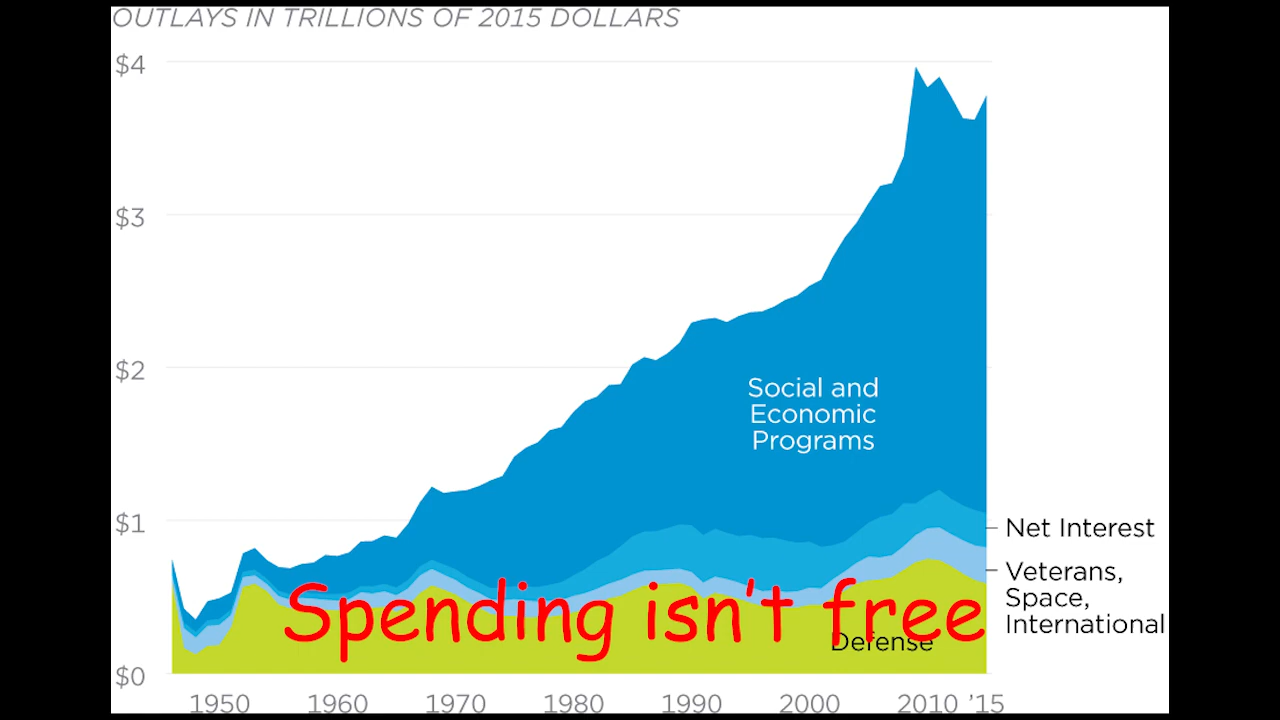 OUTLAYS IN TRILLIONS OF 2015 DOLLARS
$4
$3
$2
$1
$0
Social and
Economic
Programs
Net Interest
Veterans,
Space,
International
Spending isn't free
Defense
1950 1960 1970 1980 1990 2000 2010 '15